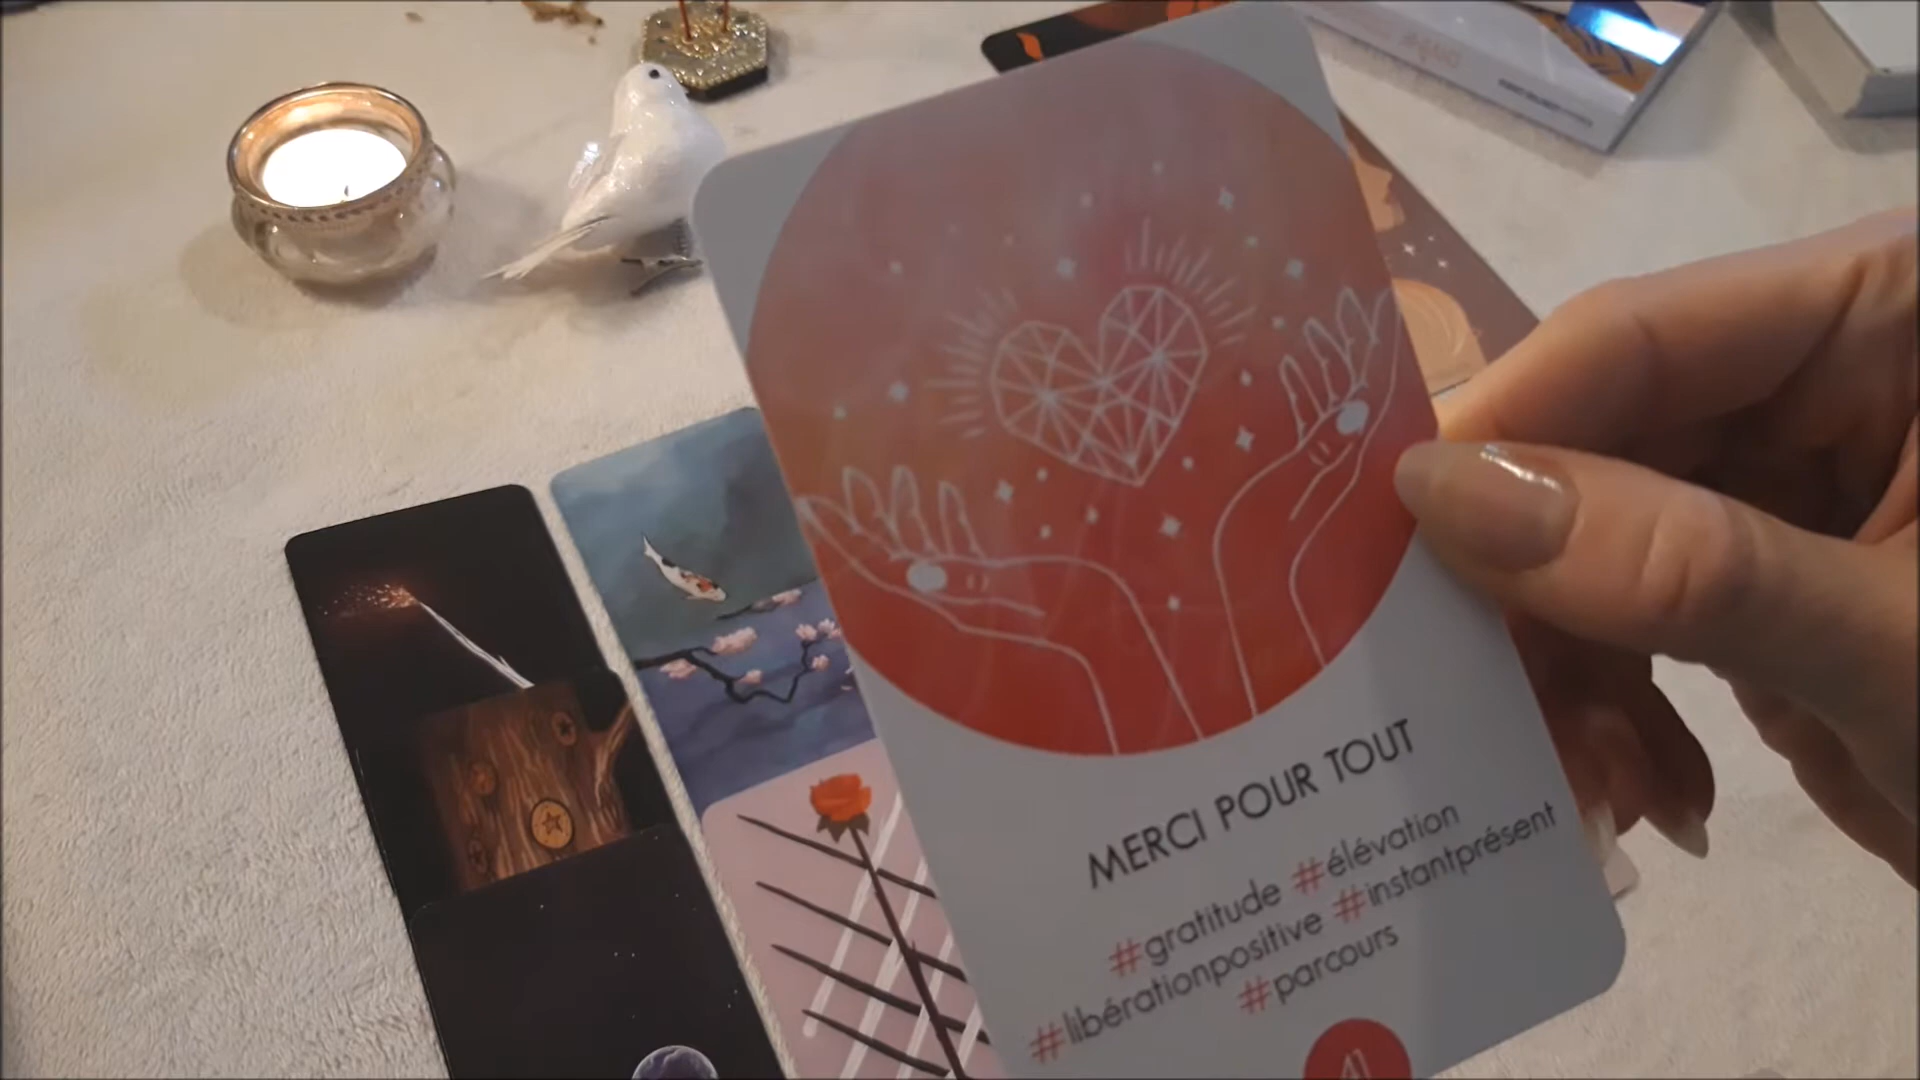 MERCI POUR TOUT
#gratitude #élévation
#libérationpositive #instantprésent
#parcours
41